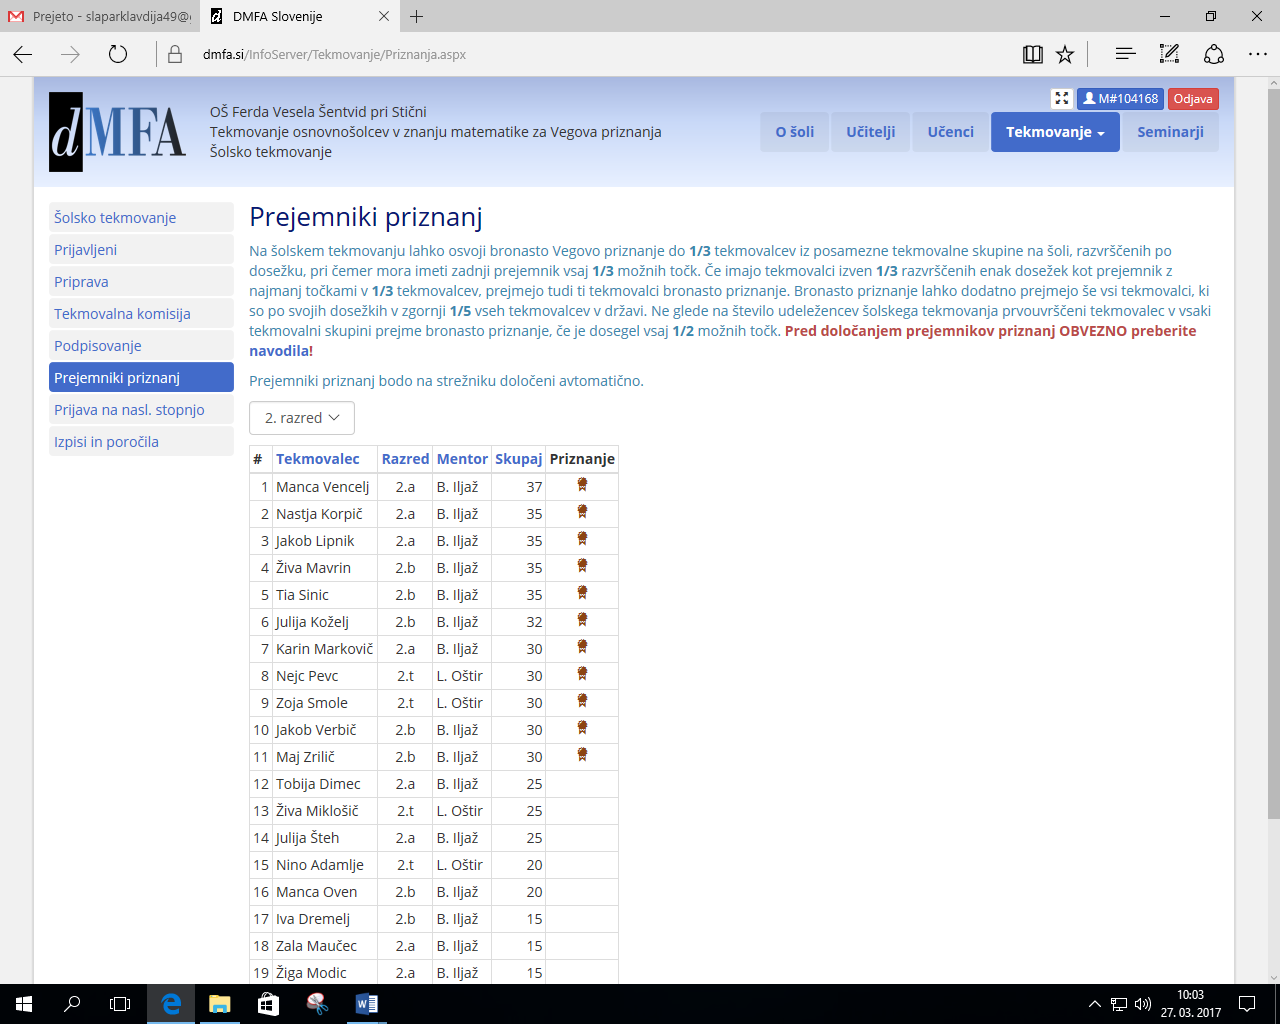 Prejeto - slaparklavdija49@g
DMFA Slovenije
dmfa.si/InfoServer/Tekmovanje/Priznanja.aspx
dMFA
OŠ Ferda Vesela Šentvid pri Stični
Tekmovanje osnovnošolcev v znanju matematike za Vegova priznanja
Šolsko tekmovanje
M#104168 Odjava
O šoli Učitelji Učenci Tekmovanje Seminarji
Šolsko tekmovanje
Prijavljeni
Priprava
Tekmovalna komisija
Podpisovanje
Prejemniki priznanj
Prijava na nasl. stopnjo
Izpisi in poročila
Prejemniki priznanj
Na šolskem tekmovanju lahko osvoji bronasto Vegovo priznanje do 1/3 tekmovalcev iz posamezne tekmovalne skupine na šoli, razvrščenih po
dosežku, pri čemer mora imeti zadnji prejemnik vsaj 1/3 možnih točk. Če imajo tekmovalci izven 1/3 razvrščenih enak dosežek kot prejemnik z
najmanj točkami v 1/3 tekmovalcev, prejmejo tudi ti tekmovalci bronasto priznanje. Bronasto priznanje lahko dodatno prejmejo še vsi tekmovalci, ki
so po svojih dosežkih v zgornji 1/5 vseh tekmovalcev v državi. Ne glede na število udeležencev šolskega tekmovanja prvouvrščeni tekmovalec v vsaki
tekmovalni skupini prejme bronasto priznanje, če je dosegel vsaj 1/2 možnih točk. Pred določanjem prejemnikov priznanj OBVEZNO preberite
navodila!
Prejemniki priznanj bodo na strežniku določeni avtomatično.
2. razred
# Tekmovalec Razred Mentor Skupaj Priznanje
1 Manca Vencelj 2.a B. Iljaž 37
2 Nastja Korpič 2.a B. Iljaž 35
3 Jakob Lipnik 2.a B. Iljaž 35
4 Živa Mavrin 2.b B. Iljaž 35
5 Tia Sinic 2.b B. Iljaž 35
6 Julija Koželj 2.b B. Iljaž 32
7 Karin Markovič 2.a B. Iljaž 30
8 Nejc Pevc 2.t L. Oštir 30
9 Zoja Smole 2.t L. Oštir 30
10 Jakob Verbič 2.b B. Iljaž 30
11 Maj Zrilič 2.b B. Iljaž 30
12 Tobija Dimec 2.a B. Iljaž 25
13 Živa Miklošič 2.t L. Oštir 25
14 Julija Šteh 2.a B. Iljaž 25
15 Nino Adamlje 2.t L. Oštir 20
16 Manca Oven 2.b B. Iljaž 20
17 Iva Dremelj 2.b B. Iljaž 15
18 Zala Maučec 2.a B. Iljaž 15
19 Žiga Modic 2.a B. Iljaž 15
10:03
27. 03. 2017